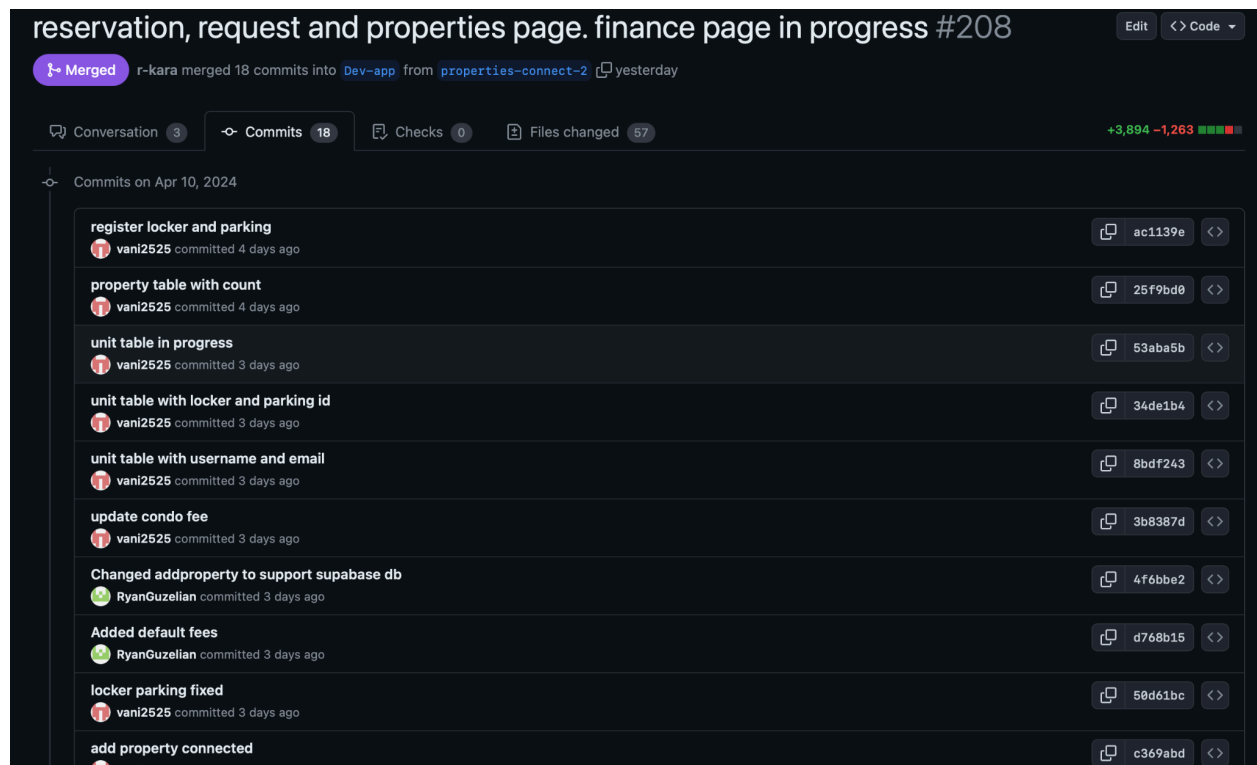 reservation, request and properties page. finance page in progress #208
Edit
<> Code
Merged r-kara merged 18 commits into Dev-app from properties-connect-2 yesterday
Conversation 3
Commits 18
Checks 0
Files changed 57
+3,894 −1,263
Commits on Apr 10, 2024
register locker and parking
vani2525 committed 4 days ago
ac1139e
property table with count
vani2525 committed 4 days ago
25f9bd0
unit table in progress
vani2525 committed 3 days ago
53aba5b
unit table with locker and parking id
vani2525 committed 3 days ago
34de1b4
unit table with username and email
vani2525 committed 3 days ago
8bdf243
update condo fee
vani2525 committed 3 days ago
3b8387d
Changed addproperty to support supabase db
RyanGuzelian committed 3 days ago
4f6bbe2
Added default fees
RyanGuzelian committed 3 days ago
d768b15
locker parking fixed
vani2525 committed 3 days ago
50d61bc
add property connected
c369abd